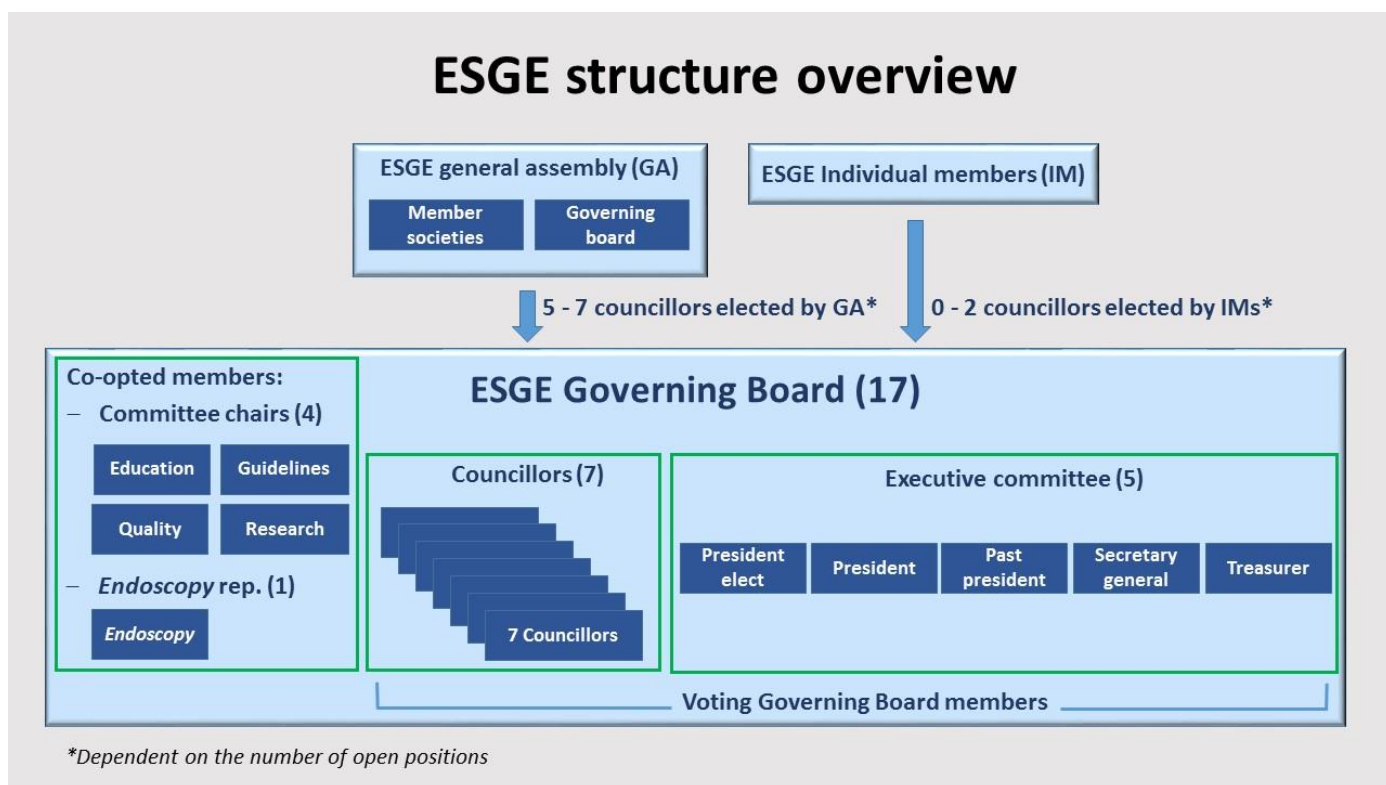 ESGE structure overview
ESGE general assembly (GA)
Member
societies
Governing
board
ESGE Individual members (IM)
5 - 7 councillors elected by GA*
0 - 2 councillors elected by IMs*
Co-opted members:
– Committee chairs (4)
Education
Guidelines
Quality
Research
– Endoscopy rep. (1)
Endoscopy
ESGE Governing Board (17)
Councillors (7)
7 Councillors
Executive committee (5)
President
elect
President
Past
president
Secretary
general
Treasurer
Voting Governing Board members
*Dependent on the number of open positions